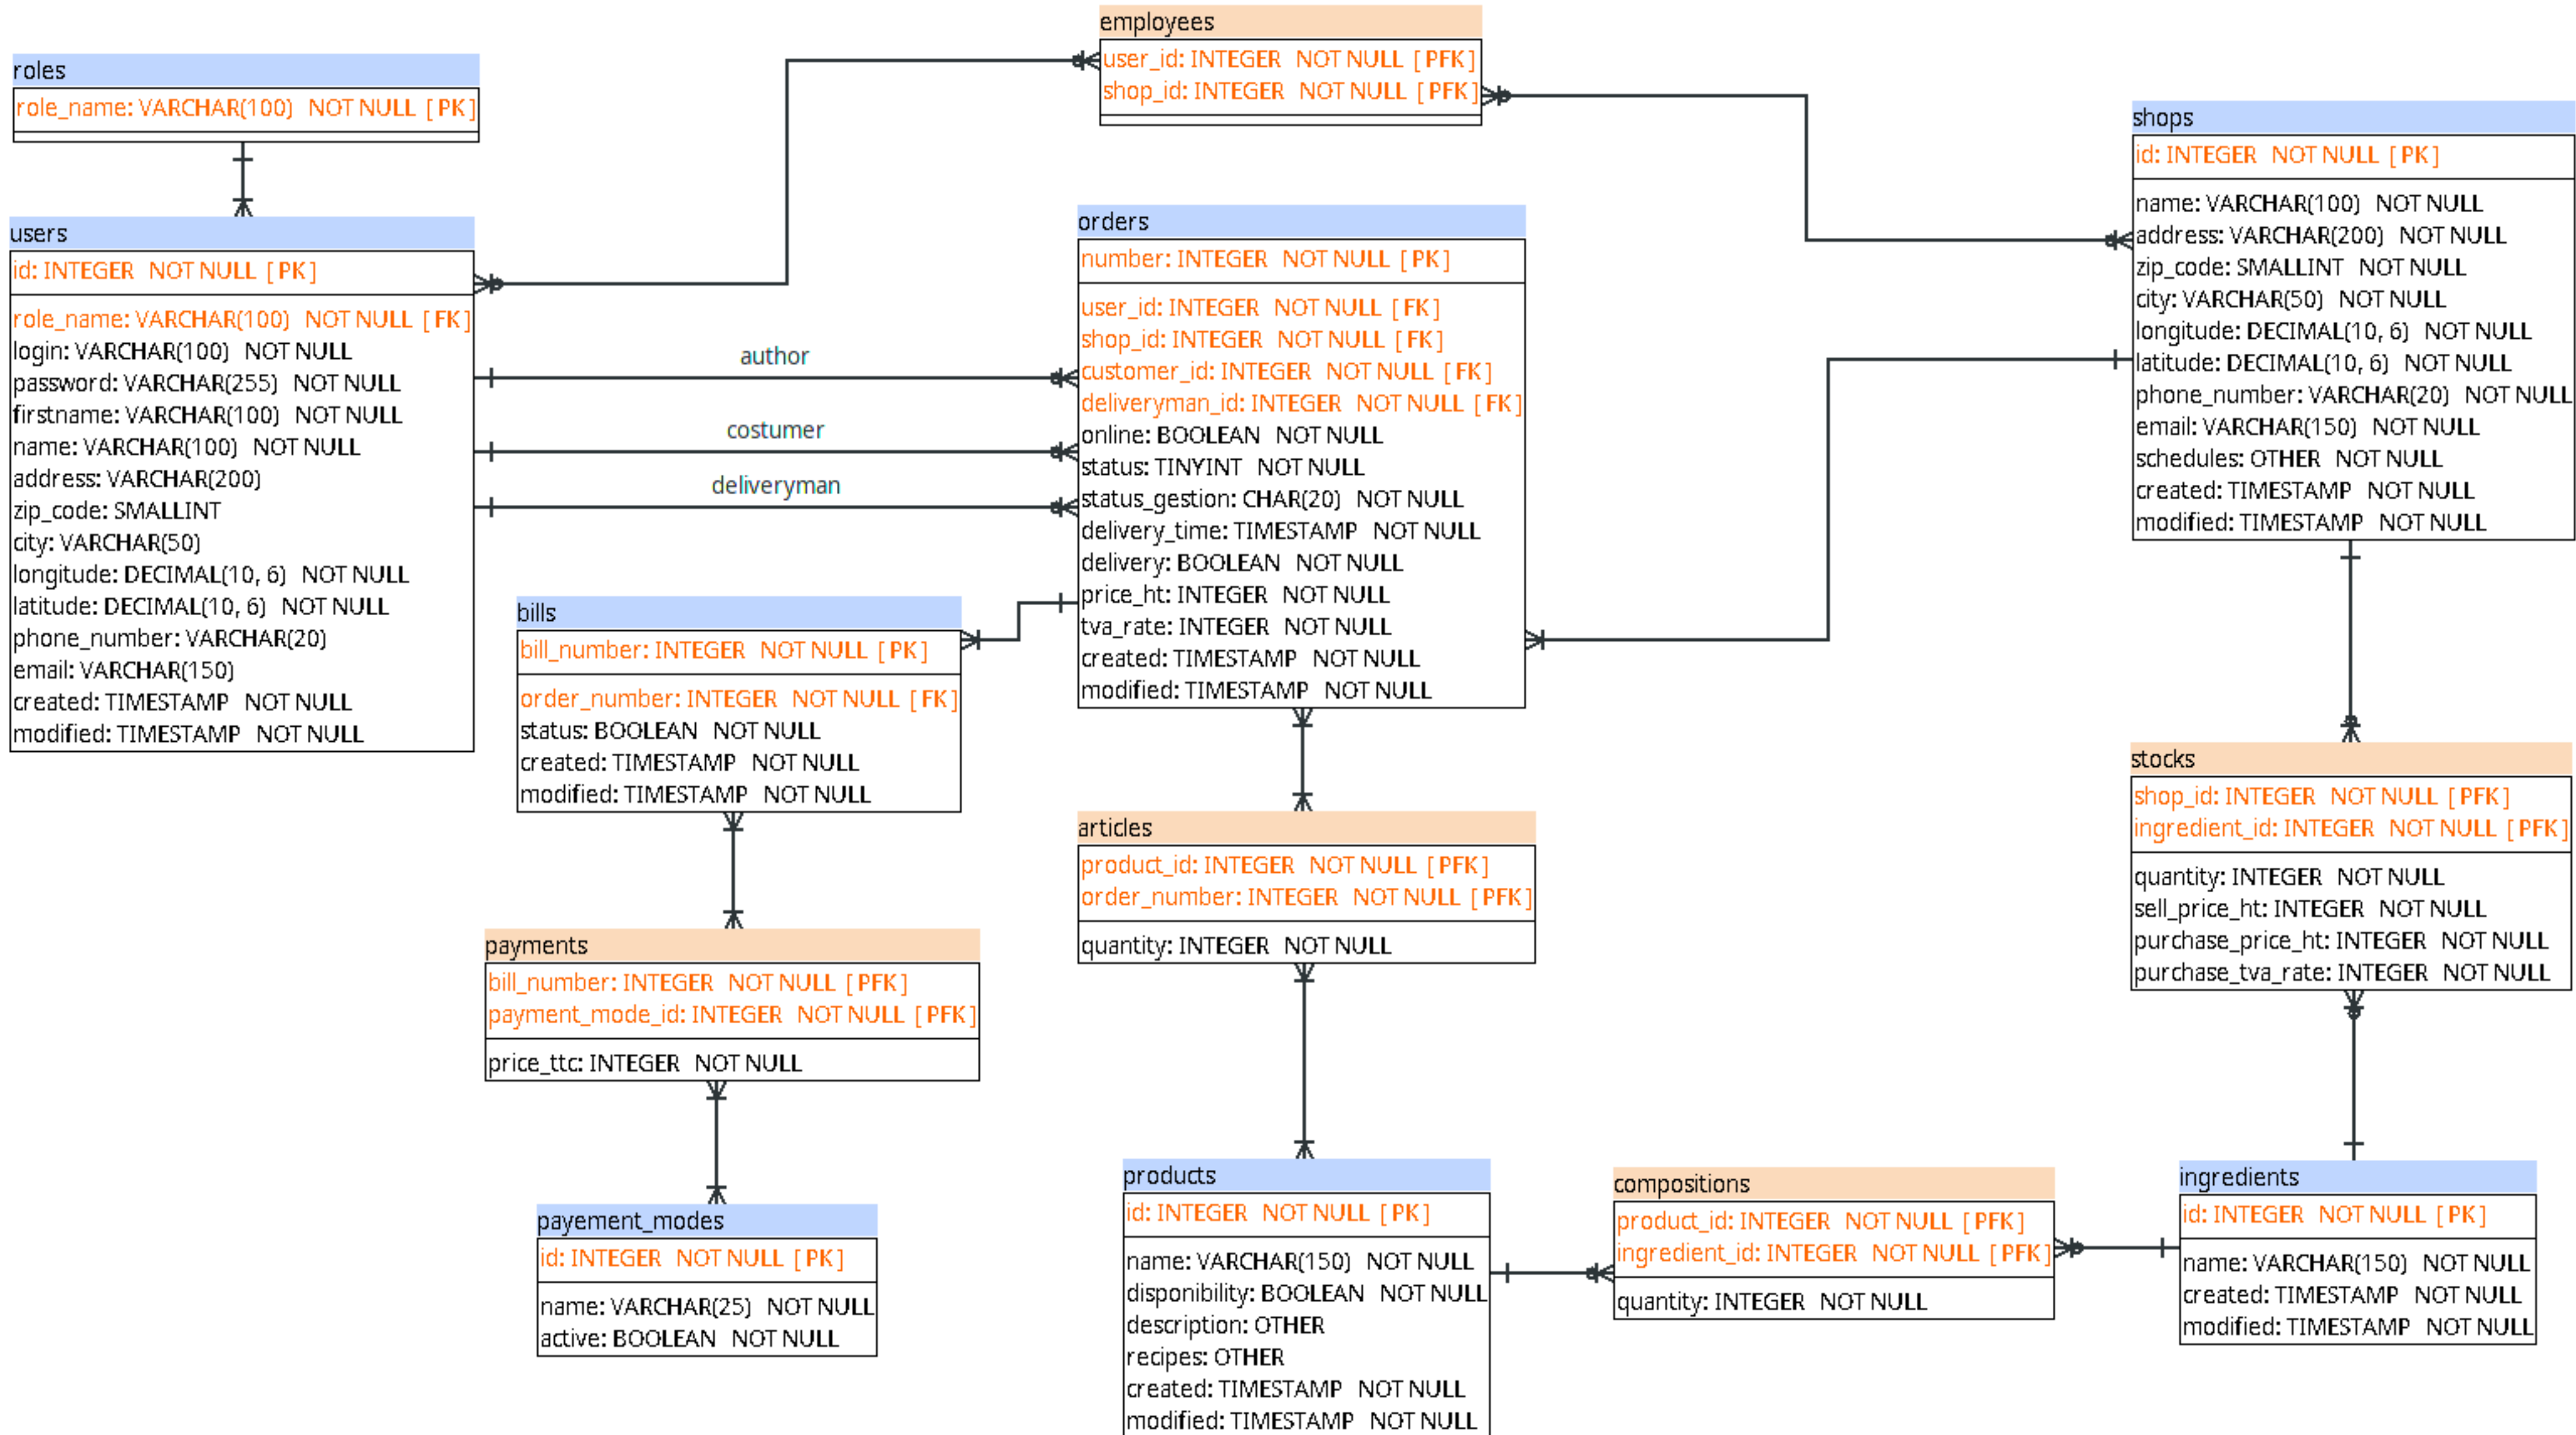 employees
user_id: INTEGER NOT NULL [ PFK ]
shop_id: INTEGER NOT NULL [ PFK ]
roles
role_name: VARCHAR(100) NOT NULL [ PK ]
shops
id: INTEGER NOT NULL [ PK ]
name: VARCHAR(100) NOT NULL
address: VARCHAR(200) NOT NULL
zip_code: SMALLINT NOT NULL
city: VARCHAR(50) NOT NULL
longitude: DECIMAL(10, 6) NOT NULL
latitude: DECIMAL(10, 6) NOT NULL
phone_number: VARCHAR(20) NOT NULL
email: VARCHAR(150) NOT NULL
schedules: OTHER NOT NULL
created: TIMESTAMP NOT NULL
modified: TIMESTAMP NOT NULL
users
id: INTEGER NOT NULL [ PK ]
role_name: VARCHAR(100) NOT NULL [ FK ]
login: VARCHAR(100) NOT NULL
password: VARCHAR(255) NOT NULL
firstname: VARCHAR(100) NOT NULL
name: VARCHAR(100) NOT NULL
address: VARCHAR(200)
zip_code: SMALLINT
city: VARCHAR(50)
longitude: DECIMAL(10, 6) NOT NULL
latitude: DECIMAL(10, 6) NOT NULL
phone_number: VARCHAR(20)
email: VARCHAR(150)
created: TIMESTAMP NOT NULL
modified: TIMESTAMP NOT NULL
author
costumer
deliveryman
orders
number: INTEGER NOT NULL [ PK ]
user_id: INTEGER NOT NULL [ FK ]
shop_id: INTEGER NOT NULL [ FK ]
customer_id: INTEGER NOT NULL [ FK ]
deliveryman_id: INTEGER NOT NULL [ FK ]
online: BOOLEAN NOT NULL
status: TINYINT NOT NULL
status_gestion: CHAR(20) NOT NULL
delivery_time: TIMESTAMP NOT NULL
delivery: BOOLEAN NOT NULL
price_ht: INTEGER NOT NULL
tva_rate: INTEGER NOT NULL
created: TIMESTAMP NOT NULL
modified: TIMESTAMP NOT NULL
bills
bill_number: INTEGER NOT NULL [ PK ]
order_number: INTEGER NOT NULL [ FK ]
status: BOOLEAN NOT NULL
created: TIMESTAMP NOT NULL
modified: TIMESTAMP NOT NULL
stocks
shop_id: INTEGER NOT NULL [ PFK ]
ingredient_id: INTEGER NOT NULL [ PFK ]
quantity: INTEGER NOT NULL
sell_price_ht: INTEGER NOT NULL
purchase_price_ht: INTEGER NOT NULL
purchase_tva_rate: INTEGER NOT NULL
articles
product_id: INTEGER NOT NULL [ PFK ]
order_number: INTEGER NOT NULL [ PFK ]
quantity: INTEGER NOT NULL
payments
bill_number: INTEGER NOT NULL [ PFK ]
payment_mode_id: INTEGER NOT NULL [ PFK ]
price_ttc: INTEGER NOT NULL
payement_modes
id: INTEGER NOT NULL [ PK ]
name: VARCHAR(25) NOT NULL
active: BOOLEAN NOT NULL
products
id: INTEGER NOT NULL [ PK ]
name: VARCHAR(150) NOT NULL
disponibility: BOOLEAN NOT NULL
description: OTHER
recipes: OTHER
created: TIMESTAMP NOT NULL
modified: TIMESTAMP NOT NULL
compositions
product_id: INTEGER NOT NULL [ PFK ]
ingredient_id: INTEGER NOT NULL [ PFK ]
quantity: INTEGER NOT NULL
ingredients
id: INTEGER NOT NULL [ PK ]
name: VARCHAR(150) NOT NULL
created: TIMESTAMP NOT NULL
modified: TIMESTAMP NOT NULL